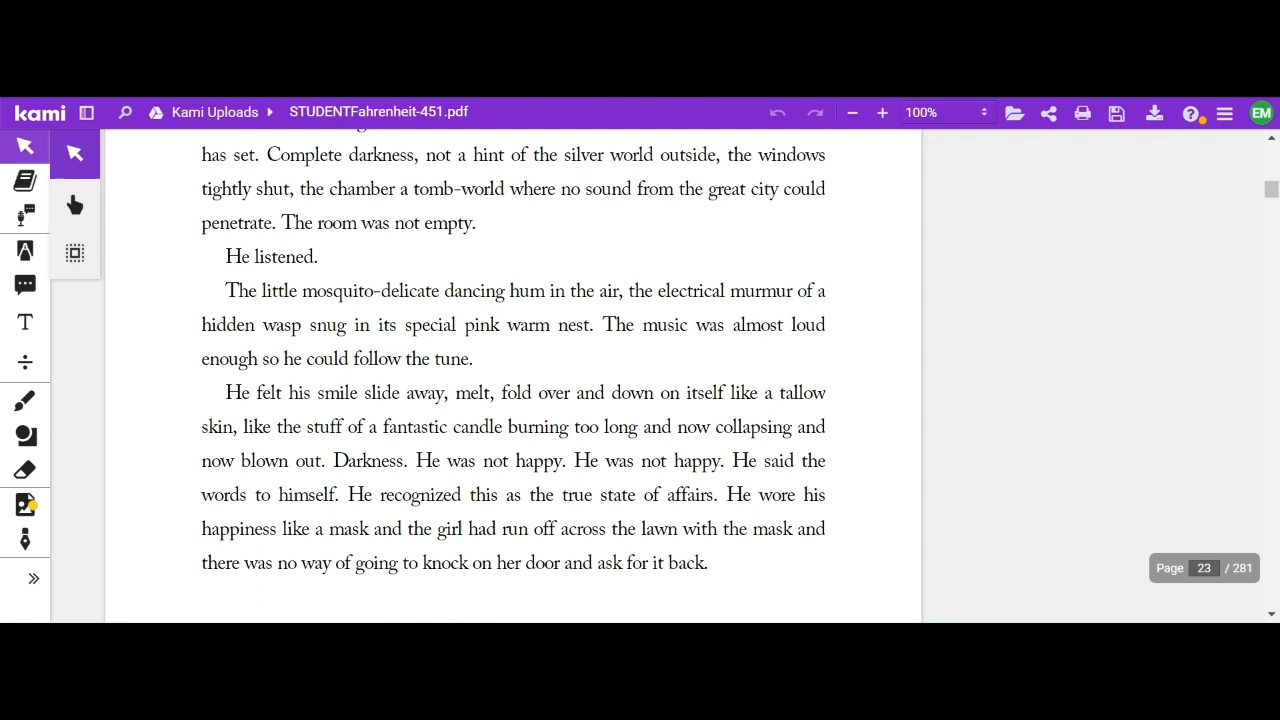 kami
Kami Uploads
STUDENTFahrenheit-451.pdf
100%
EM
has set. Complete darkness, not a hint of the silver world outside, the windows
tightly shut, the chamber a tomb-world where no sound from the great city could
penetrate. The room was not empty.
He listened.
The little mosquito-delicate dancing hum in the air, the electrical murmur of a
hidden wasp snug in its special pink warm nest. The music was almost loud
enough so he could follow the tune.
He felt his smile slide away, melt, fold over and down on itself like a tallow
skin, like the stuff of a fantastic candle burning too long and now collapsing and
now blown out. Darkness. He was not happy. He was not happy. He said the
words to himself. He recognized this as the true state of affairs. He wore his
happiness like a mask and the girl had run off across the lawn with the mask and
there was no way of going to knock on her door and ask for it back.
Page 23 / 281